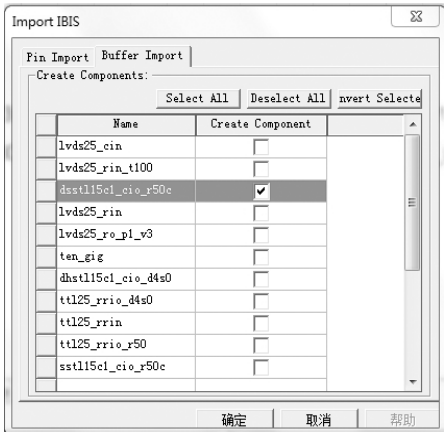 Import IBIS
Pin Import Buffer Import
Create Components:
Select All Deselect All nvert Selecte
Name Create Component
lvds25_cin
lvds25_rin_t100
dsstl15c1_cio_r50c
lvds25_rin
lvds25_ro_p1_v3
ten_gig
dhstl15c1_cio_d4s0
ttl25_rrio_d4s0
ttl25_rrin
ttl25_rrio_r50
sstl15c1_cio_r50c
确定 取消 帮助